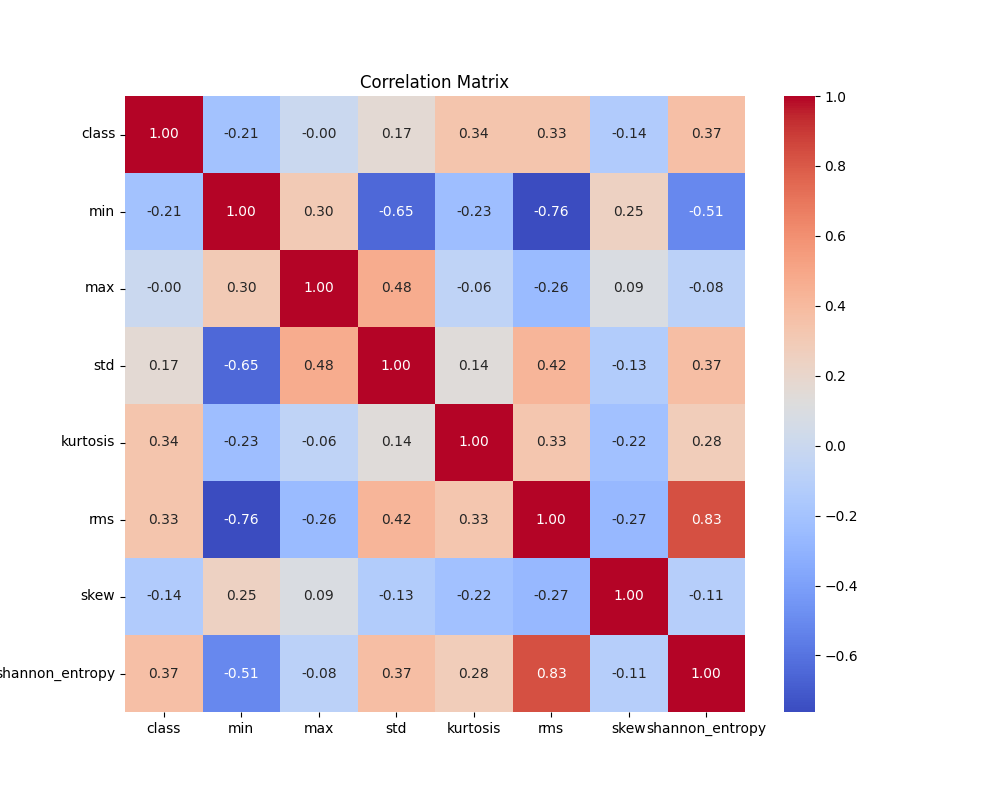 Correlation Matrix
class 1.00 -0.21 -0.00 0.17 0.34 0.33 -0.14 0.37
min -0.21 1.00 0.30 -0.65 -0.23 -0.76 0.25 -0.51
max -0.00 0.30 1.00 0.48 -0.06 -0.26 0.09 -0.08
std 0.17 -0.65 0.48 1.00 0.14 0.42 -0.13 0.37
kurtosis 0.34 -0.23 -0.06 0.14 1.00 0.33 -0.22 0.28
rms 0.33 -0.76 -0.26 0.42 0.33 1.00 -0.27 0.83
skew -0.14 0.25 0.09 -0.13 -0.22 -0.27 1.00 -0.11
shannon_entropy 0.37 -0.51 -0.08 0.37 0.28 0.83 -0.11 1.00
class min max std kurtosis rms skew shannon_entropy
1.0
0.8
0.6
0.4
0.2
0.0
-0.2
-0.4
-0.6